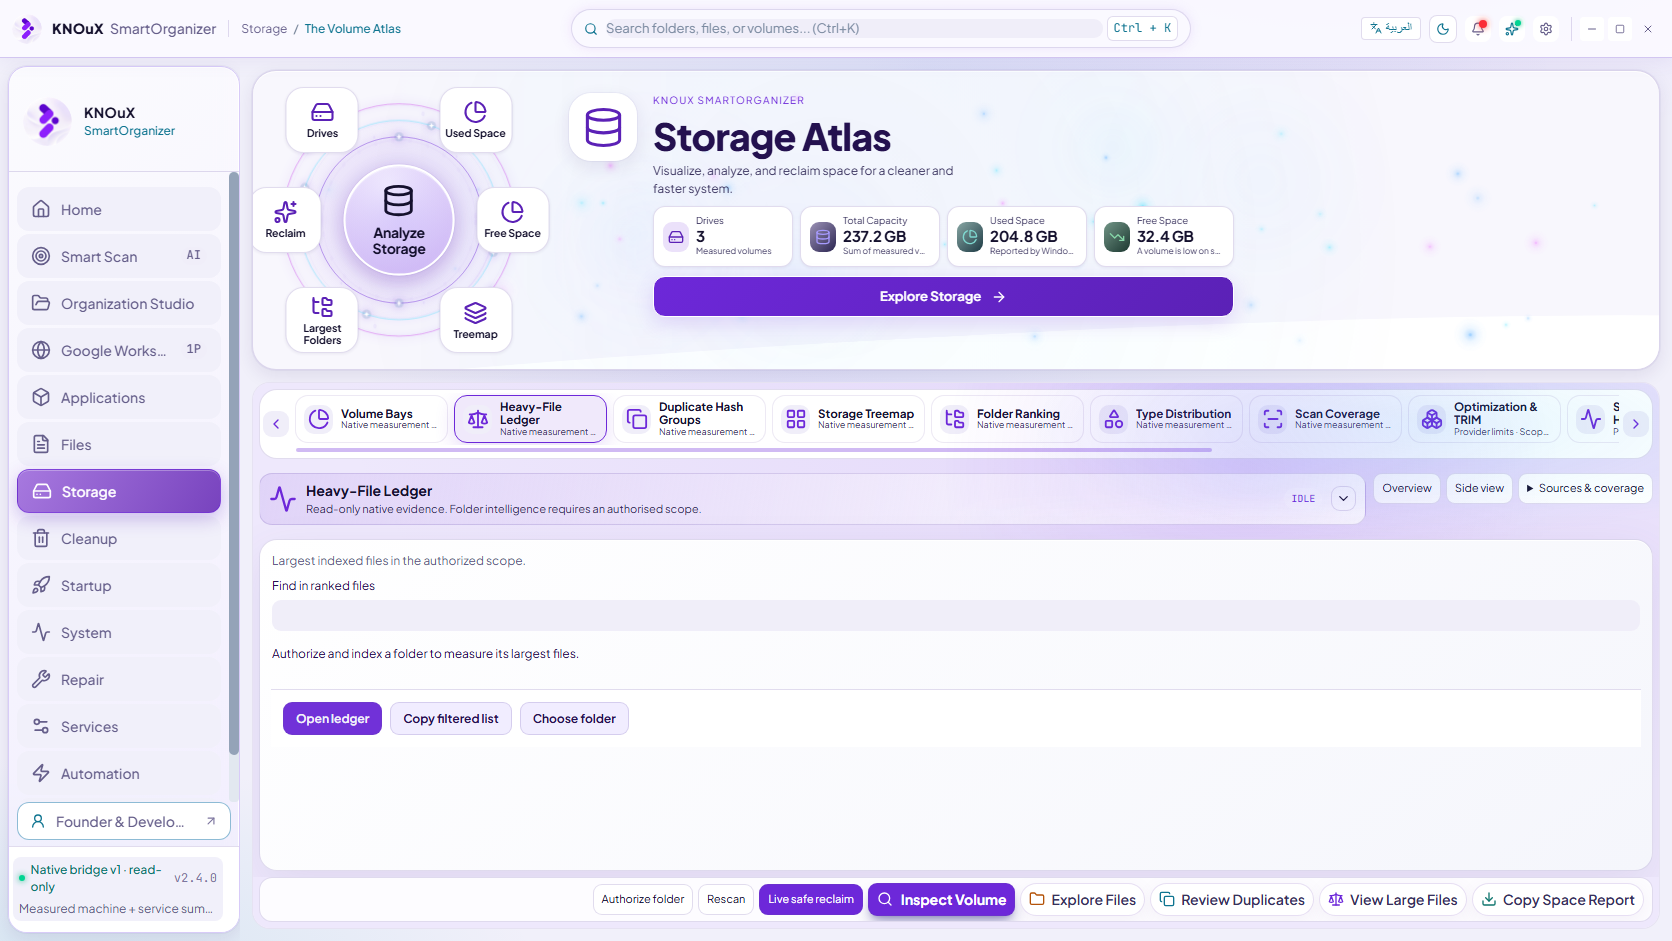 KNOuX SmartOrganizer
Storage / The Volume Atlas
Search folders, files, or volumes... (Ctrl+K)
Ctrl + K
العربية
KNOuX
SmartOrganizer
Home
Smart Scan AI
Organization Studio
Google Works... 1P
Applications
Files
Storage
Cleanup
Startup
System
Repair
Services
Automation
Founder & Develo...
Native bridge v1 · read-only
v2.4.0
Measured machine + service sum...
Drives
Used Space
Reclaim
Analyze
Storage
Free Space
Largest
Folders
Treemap
KNOUX SMARTORGANIZER
Storage Atlas
Visualize, analyze, and reclaim space for a cleaner and
faster system.
Drives
3
Measured volumes
Total Capacity
237.2 GB
Sum of measured v...
Used Space
204.8 GB
Reported by Windo...
Free Space
32.4 GB
A volume is low on s...
Explore Storage
Volume Bays
Native measurement ...
Heavy-File
Ledger
Native measurement ...
Duplicate Hash
Groups
Native measurement ...
Storage Treemap
Native measurement ...
Folder Ranking
Native measurement ...
Type Distribution
Native measurement ...
Scan Coverage
Native measurement ...
Optimization &
TRIM
Provider limits · Scop...
Heavy-File Ledger
Read-only native evidence. Folder intelligence requires an authorised scope.
IDLE
Overview
Side view
Sources & coverage
Largest indexed files in the authorized scope.
Find in ranked files
Authorize and index a folder to measure its largest files.
Open ledger
Copy filtered list
Choose folder
Authorize folder
Rescan
Live safe reclaim
Inspect Volume
Explore Files
Review Duplicates
View Large Files
Copy Space Report